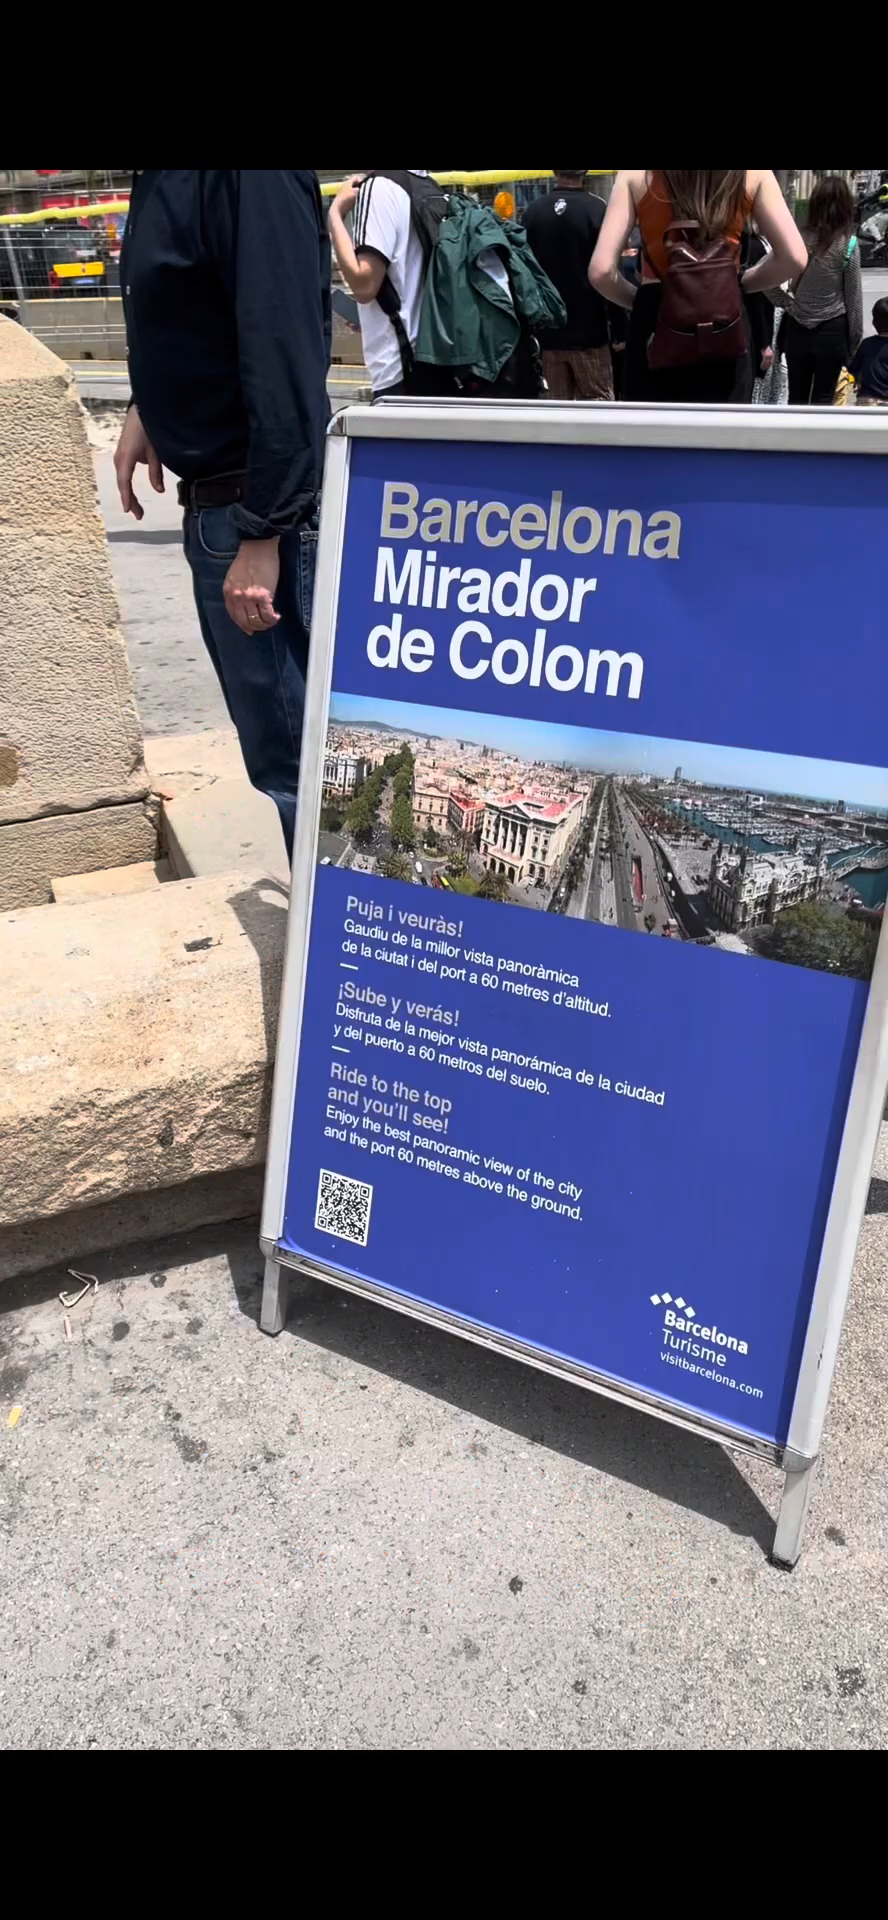 Barcelona
Mirador
de Colom
Puja i veuràs!
Gaudiu de la millor vista panoràmica
de la ciutat i del port a 60 metres d'altitud.
¡Sube y verás!
Disfruta de la mejor vista panorámica de la ciudad
y del puerto a 60 metros del suelo.
Ride to the top
and you'll see!
Enjoy the best panoramic view of the city
and the port 60 metres above the ground.
Barcelona
Turisme
visitbarcelona.com